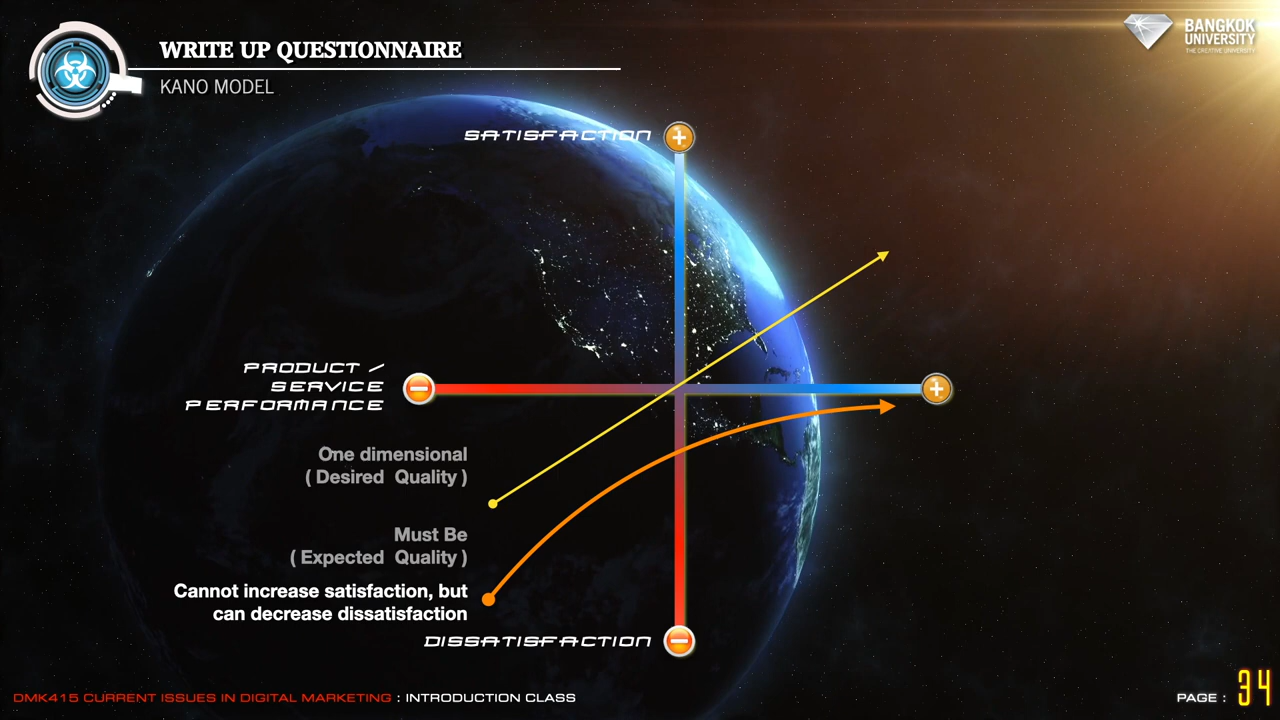 WRITE UP QUESTIONNAIRE
KANO MODEL
BANGKOK
UNIVERSITY
THE CREATIVE UNIVERSITY
SATISFACTION
PRODUCT /
SERVICE
PERFORMANCE
One dimensional
( Desired Quality )
Must Be
( Expected Quality )
Cannot increase satisfaction, but
can decrease dissatisfaction
DISSATISFACTION
DMK415 CURRENT ISSUES IN DIGITAL MARKETING : INTRODUCTION CLASS
PAGE : 34